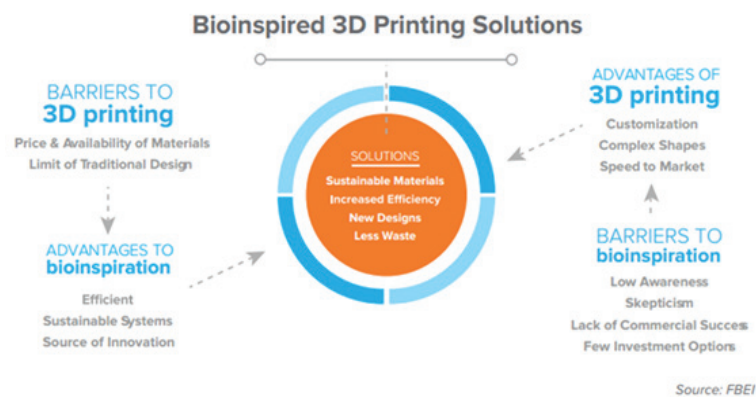 Bioinspired 3D Printing Solutions
BARRIERS TO
3D printing
Price & Availability of Materials
Limit of Traditional Design
ADVANTAGES TO
bioinspiration
Efficient
Sustainable Systems
Source of Innovation
SOLUTIONS
Sustainable Materials
Increased Efficiency
New Designs
Less Waste
ADVANTAGES OF
3D printing
Customization
Complex Shapes
Speed to Market
BARRIERS TO
bioinspiration
Low Awareness
Skepticism
Lack of Commercial Success
Few Investment Options
Source: FBEI